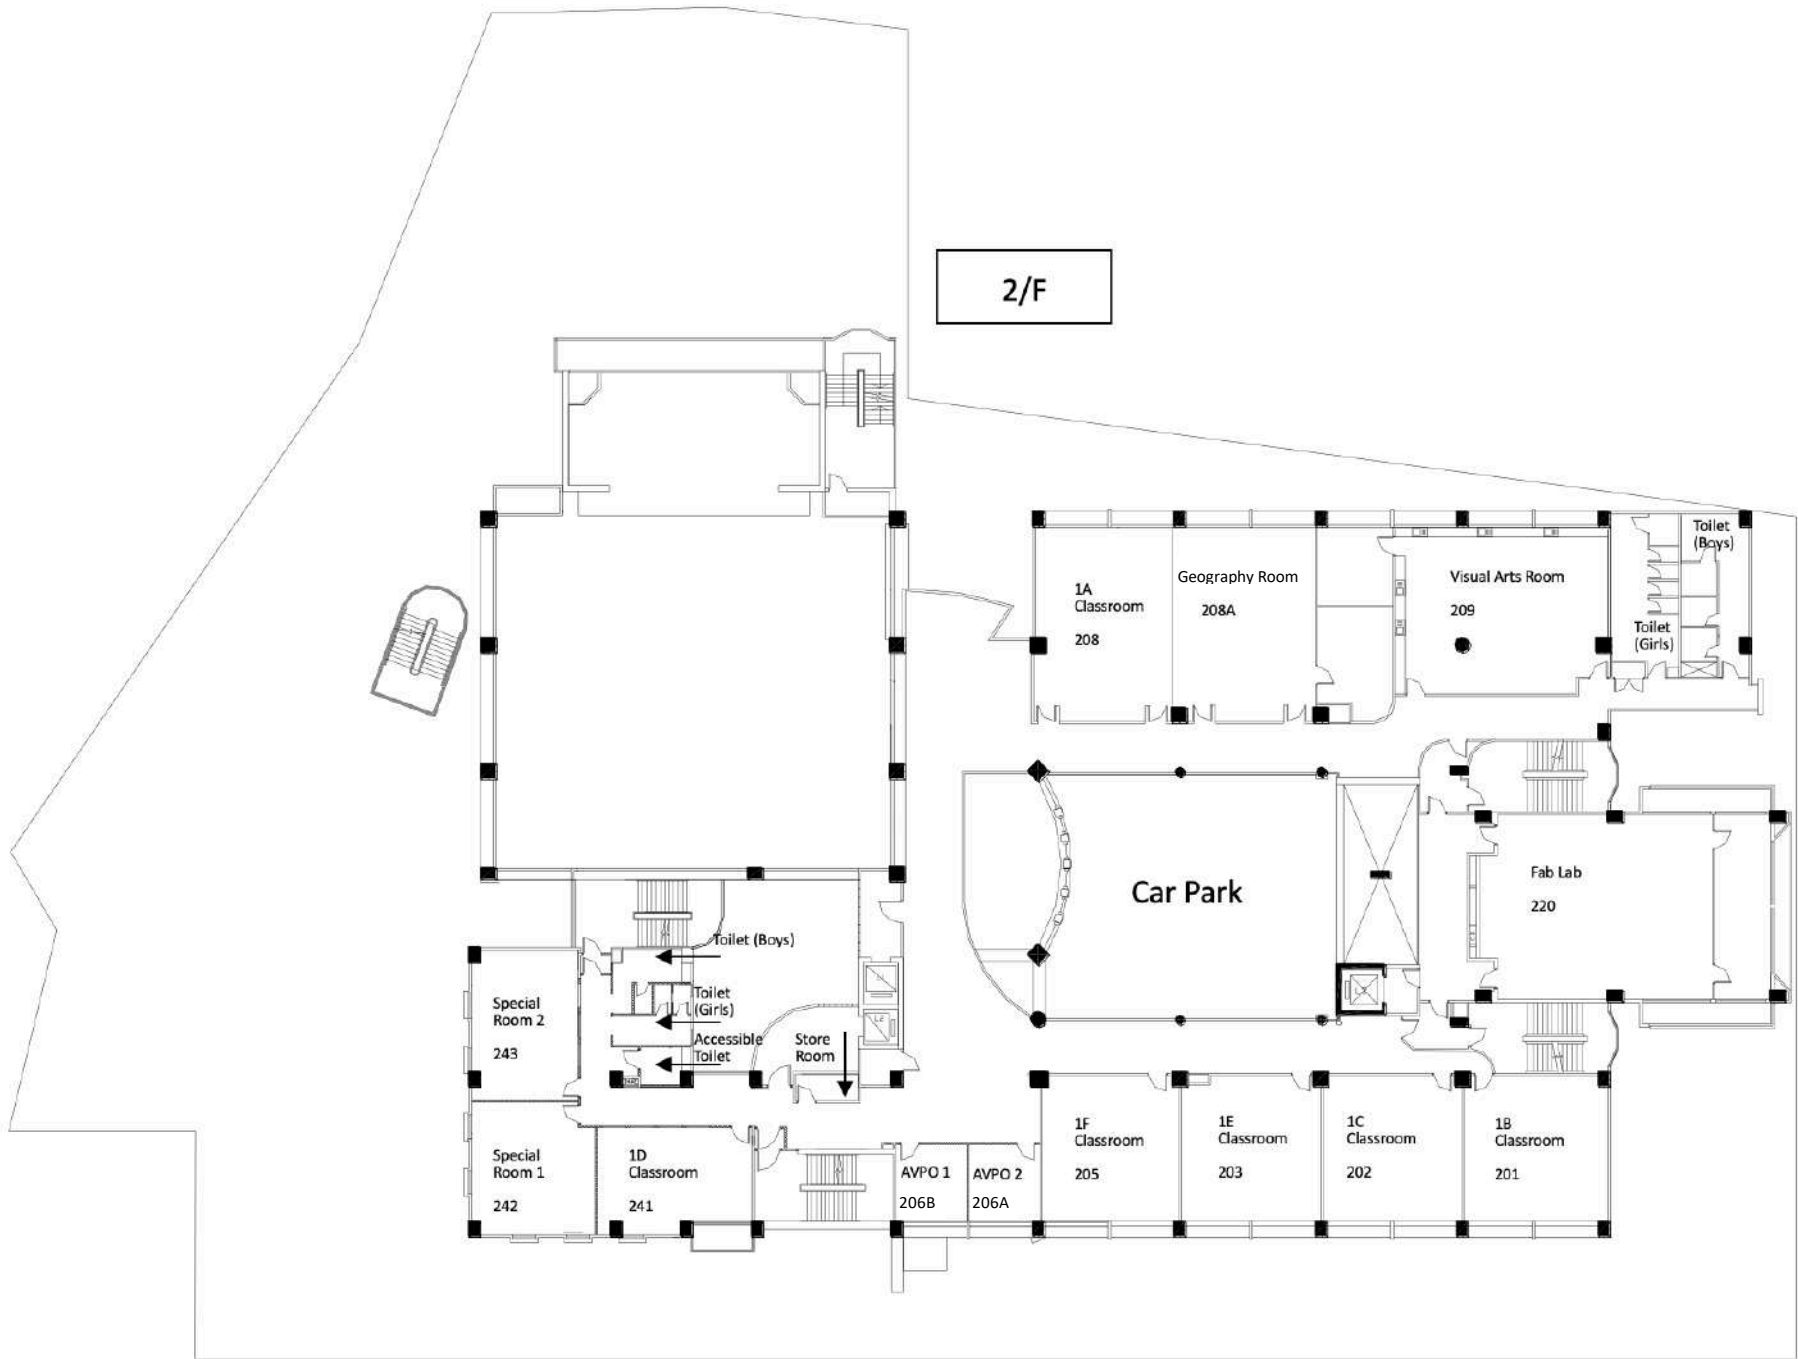 2/F
Toilet
(Boys)
Geography Room
208A
1A
Classroom
208
Visual Arts Room
209
Toilet
(Girls)
Car Park
Fab Lab
220
Toilet (Boys)
Toilet
(Girls)
Accessible
Toilet
Store
Room
Special
Room 2
243
Special
Room 1
242
1D
Classroom
241
AVPO 1
206B
AVPO 2
206A
1F
Classroom
205
1E
Classroom
203
1C
Classroom
202
1B
Classroom
201